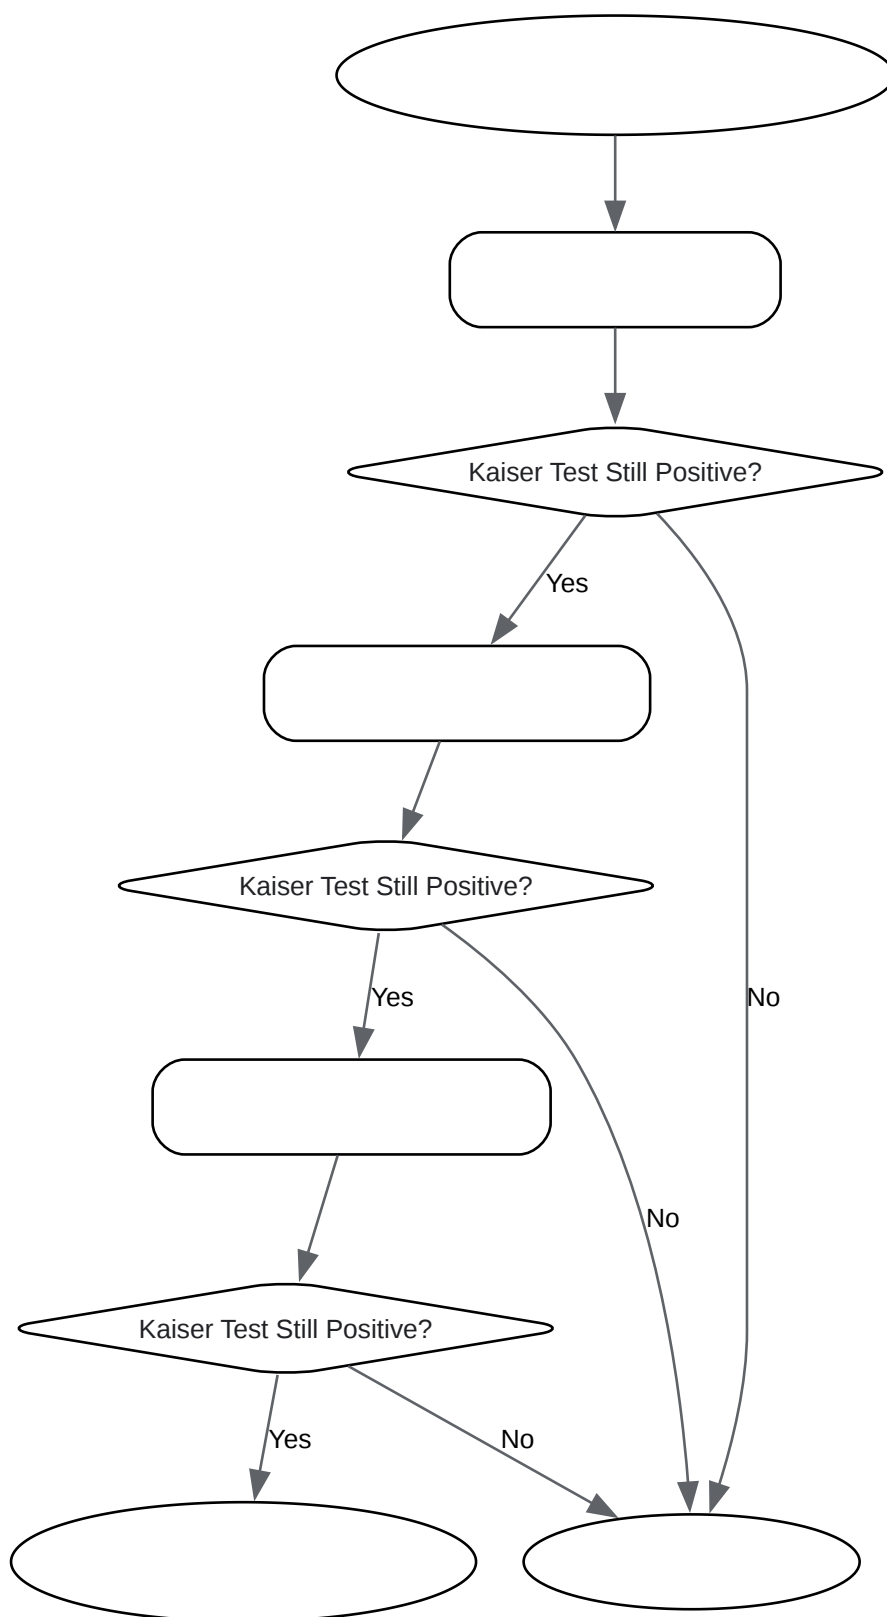 Kaiser Test Still Positive?
Yes
Kaiser Test Still Positive?
Yes
No
No
Kaiser Test Still Positive?
Yes
No